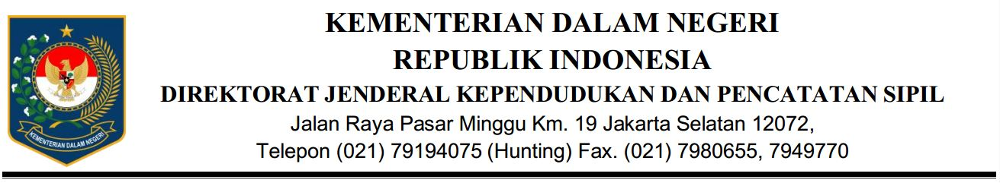 KEMENTERIAN DALAM NEGERI
REPUBLIK INDONESIA
DIREKTORAT JENDERAL KEPENDUDUKAN DAN PENCATATAN SIPIL
Jalan Raya Pasar Minggu Km. 19 Jakarta Selatan 12072,
Telepon (021) 79194075 (Hunting) Fax. (021) 7980655, 7949770
KEMENTERIAN DALAM NEGERI